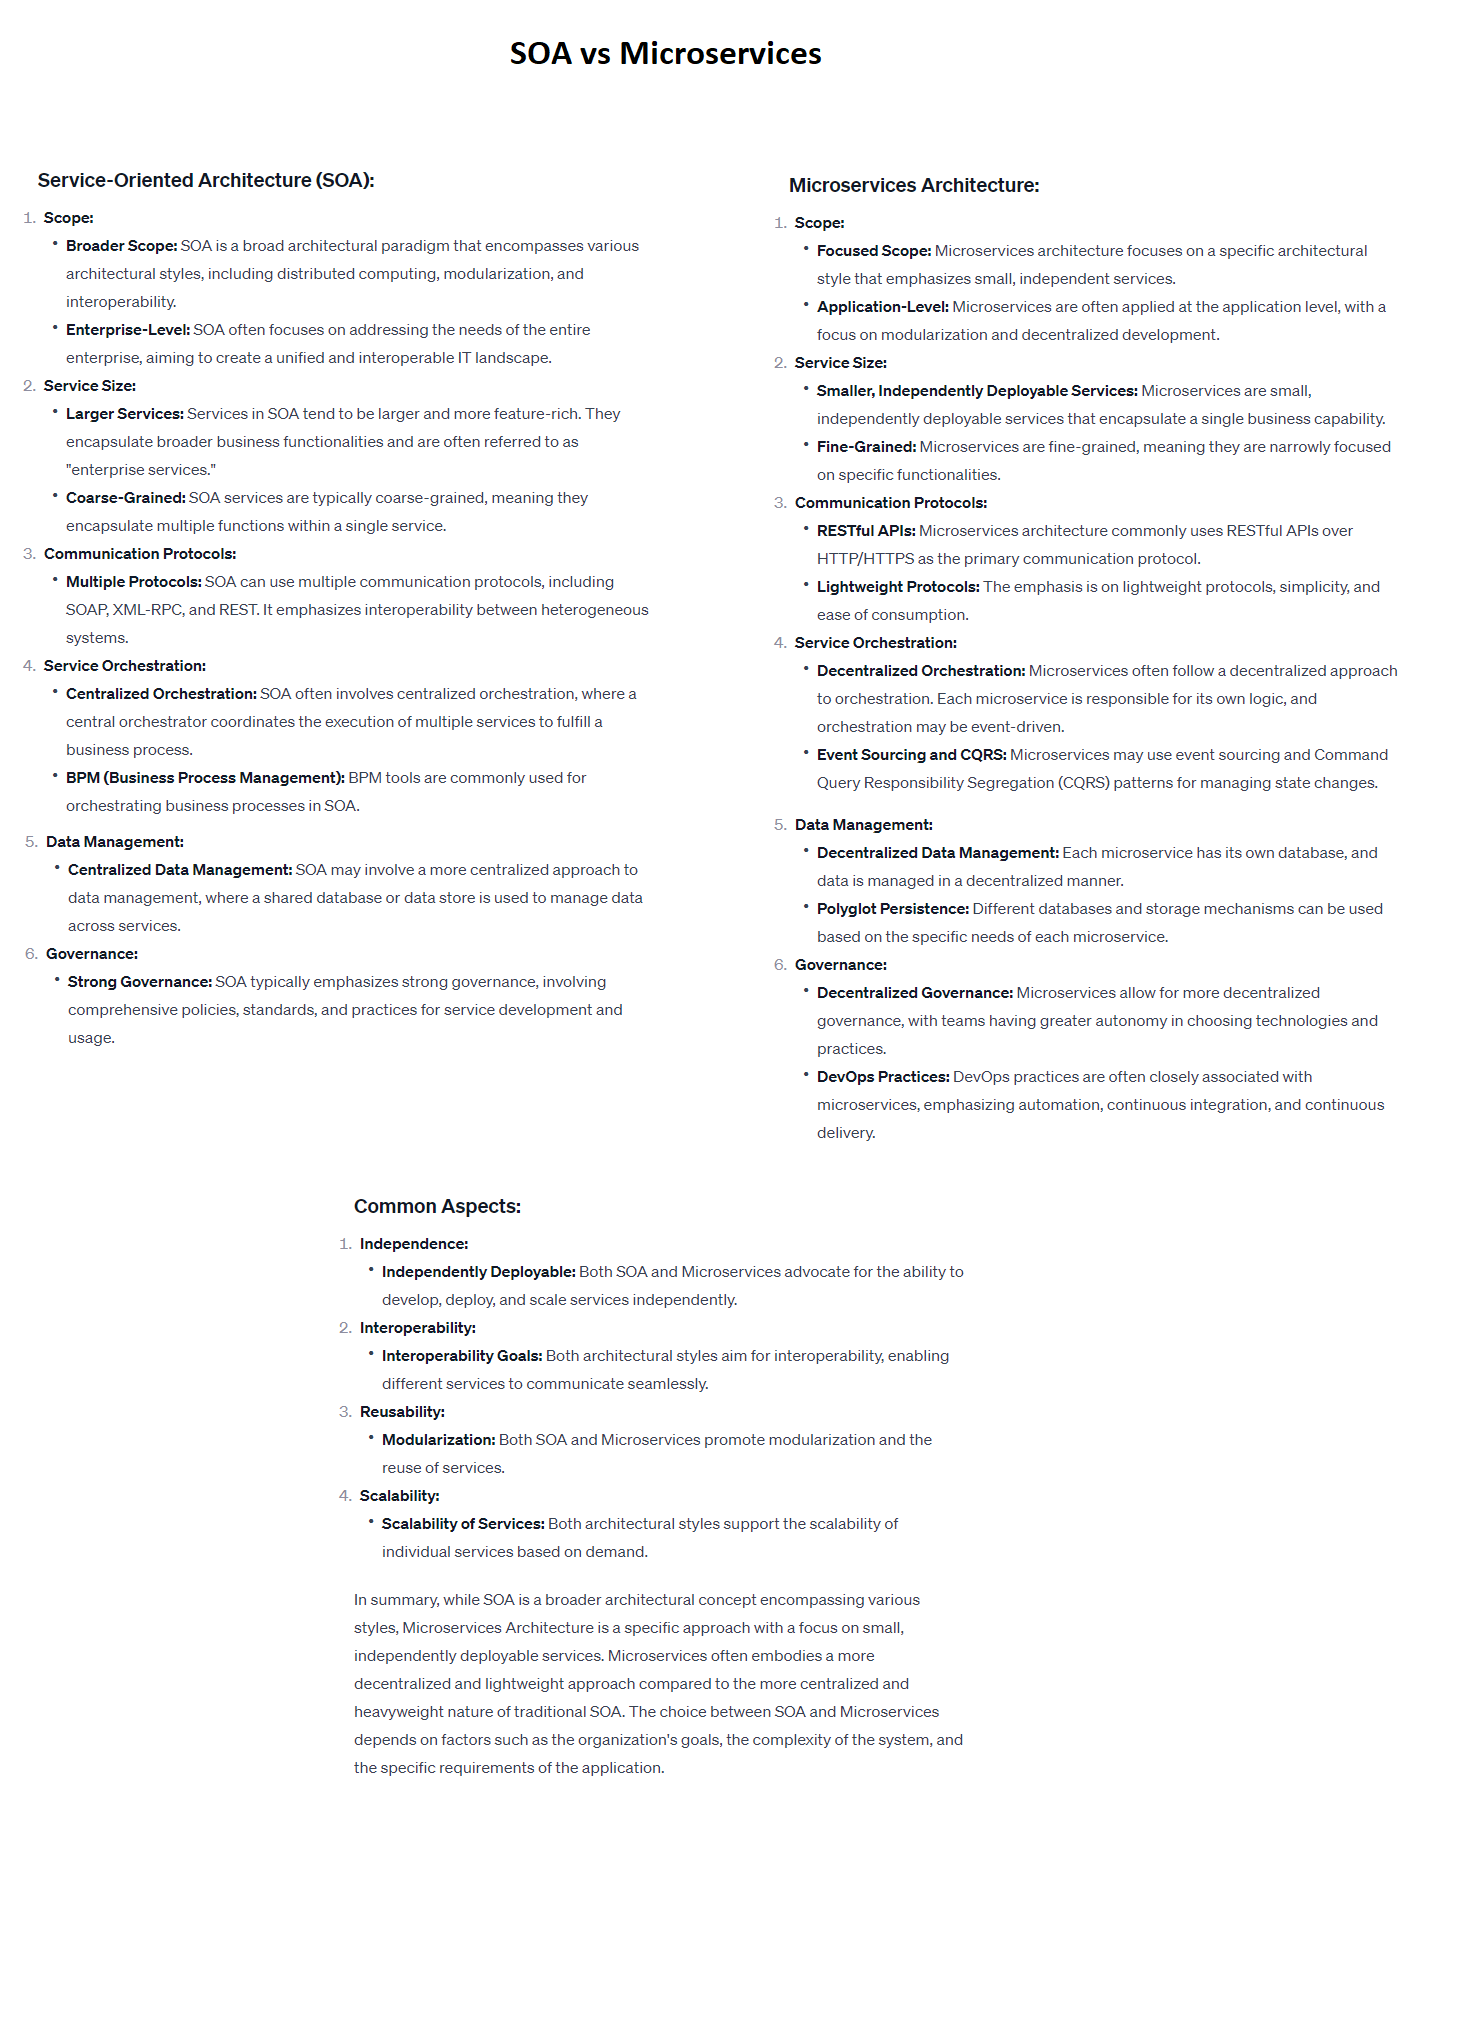 SOA vs Microservices
Service-Oriented Architecture (SOA):
1. Scope:
• Broader Scope: SOA is a broad architectural paradigm that encompasses various
architectural styles, including distributed computing, modularization, and
interoperability.
• Enterprise-Level: SOA often focuses on addressing the needs of the entire
enterprise, aiming to create a unified and interoperable IT landscape.
2. Service Size:
• Larger Services: Services in SOA tend to be larger and more feature-rich. They
encapsulate broader business functionalities and are often referred to as
"enterprise services."
• Coarse-Grained: SOA services are typically coarse-grained, meaning they
encapsulate multiple functions within a single service.
3. Communication Protocols:
• Multiple Protocols: SOA can use multiple communication protocols, including
SOAP, XML-RPC, and REST. It emphasizes interoperability between heterogeneous
systems.
4. Service Orchestration:
• Centralized Orchestration: SOA often involves centralized orchestration, where a
central orchestrator coordinates the execution of multiple services to fulfill a
business process.
• BPM (Business Process Management): BPM tools are commonly used for
orchestrating business processes in SOA.
5. Data Management:
• Centralized Data Management: SOA may involve a more centralized approach to
data management, where a shared database or data store is used to manage data
across services.
6. Governance:
• Strong Governance: SOA typically emphasizes strong governance, involving
comprehensive policies, standards, and practices for service development and
usage.
Microservices Architecture:
1. Scope:
• Focused Scope: Microservices architecture focuses on a specific architectural
style that emphasizes small, independent services.
• Application-Level: Microservices are often applied at the application level, with a
focus on modularization and decentralized development.
2. Service Size:
• Smaller, Independently Deployable Services: Microservices are small,
independently deployable services that encapsulate a single business capability.
• Fine-Grained: Microservices are fine-grained, meaning they are narrowly focused
on specific functionalities.
3. Communication Protocols:
• RESTful APIs: Microservices architecture commonly uses RESTful APIs over
HTTP/HTTPS as the primary communication protocol.
• Lightweight Protocols: The emphasis is on lightweight protocols, simplicity, and
ease of consumption.
4. Service Orchestration:
• Decentralized Orchestration: Microservices often follow a decentralized approach
to orchestration. Each microservice is responsible for its own logic, and
orchestration may be event-driven.
• Event Sourcing and CQRS: Microservices may use event sourcing and Command
Query Responsibility Segregation (CQRS) patterns for managing state changes.
5. Data Management:
• Decentralized Data Management: Each microservice has its own database, and
data is managed in a decentralized manner.
• Polyglot Persistence: Different databases and storage mechanisms can be used
based on the specific needs of each microservice.
6. Governance:
• Decentralized Governance: Microservices allow for more decentralized
governance, with teams having greater autonomy in choosing technologies and
practices.
• DevOps Practices: DevOps practices are often closely associated with
microservices, emphasizing automation, continuous integration, and continuous
delivery.
Common Aspects:
1. Independence:
• Independently Deployable: Both SOA and Microservices advocate for the ability to
develop, deploy, and scale services independently.
2. Interoperability:
• Interoperability Goals: Both architectural styles aim for interoperability, enabling
different services to communicate seamlessly.
3. Reusability:
• Modularization: Both SOA and Microservices promote modularization and the
reuse of services.
4. Scalability:
• Scalability of Services: Both architectural styles support the scalability of
individual services based on demand.
In summary, while SOA is a broader architectural concept encompassing various
styles, Microservices Architecture is a specific approach with a focus on small,
independently deployable services. Microservices often embodies a more
decentralized and lightweight approach compared to the more centralized and
heavyweight nature of traditional SOA. The choice between SOA and Microservices
depends on factors such as the organization's goals, the complexity of the system, and
the specific requirements of the application.